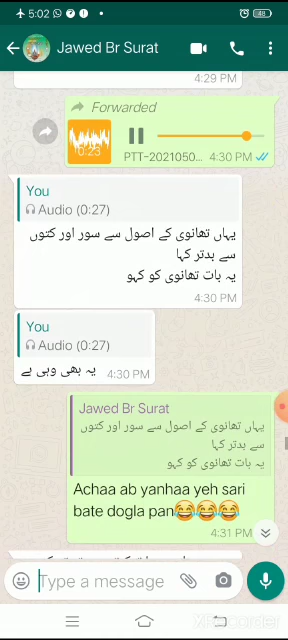 5:02
Jawed Br Surat
4:29 PM
Forwarded
0:23
PTT-2021050... 4:30 PM
You
Audio (0:27)
یہاں تھانوی کے اصول سے سور اور کتوں
سے بدتر کہا
یہ بات تھانوی کو کہو
4:30 PM
You
Audio (0:27)
یہ بھی وہی ہے 4:30 PM
Jawed Br Surat
یہاں تھانوی کے اصول سے سور اور کتوں
سے بدتر کہا
یہ بات تھانوی کو کہو
Achaa ab yanhaa yeh sari
bate dogla pan😂😂😂
4:31 PM
Type a message
XRecorder